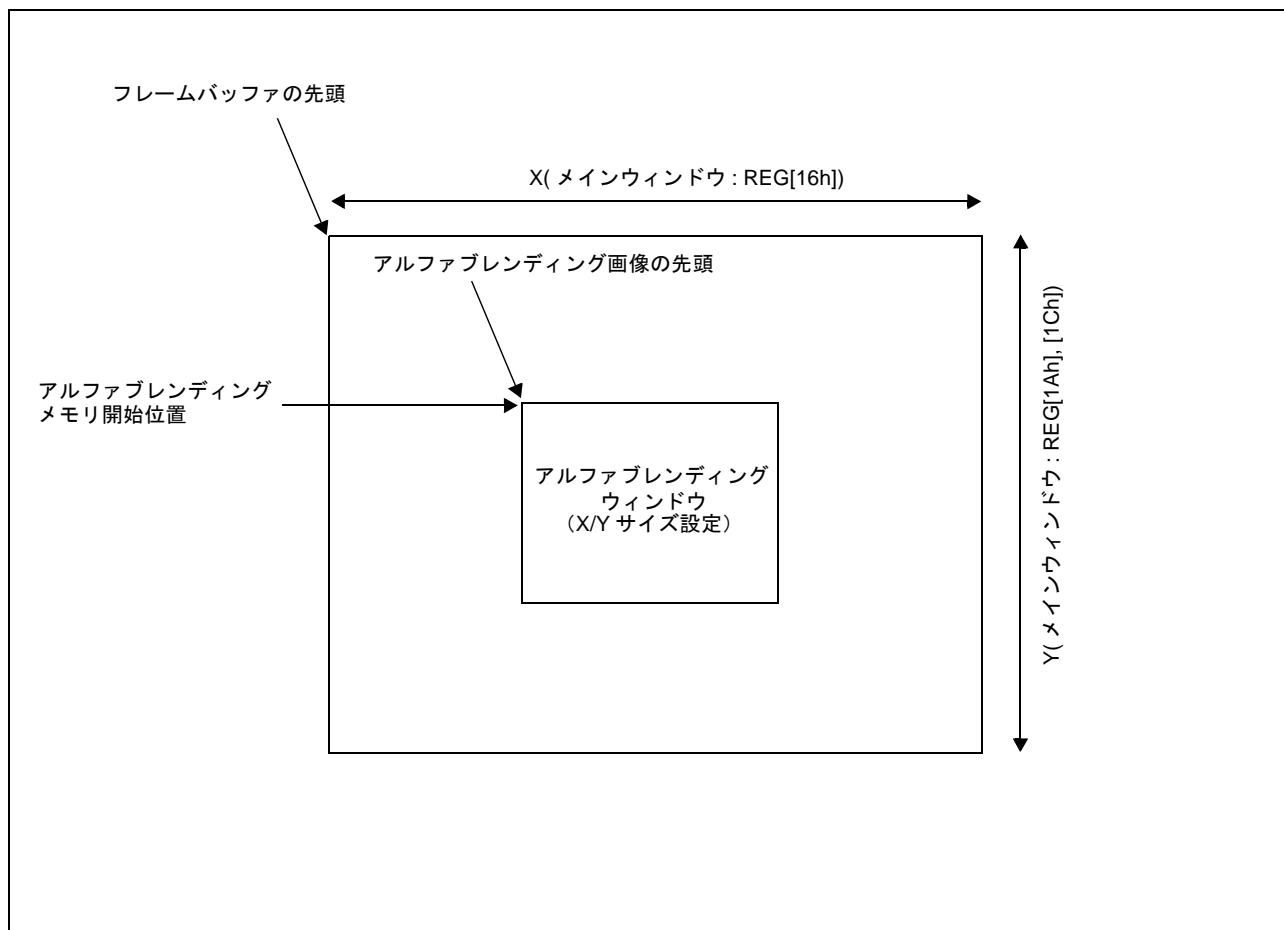 フレームバッファの先頭
X( メインウィンドウ : REG[16h])
アルファブレンディング画像の先頭
アルファブレンディング
メモリ開始位置
アルファブレンディング
ウィンドウ
（X/Y サイズ設定）
Y( メインウィンドウ : REG[1Ah], [1Ch])